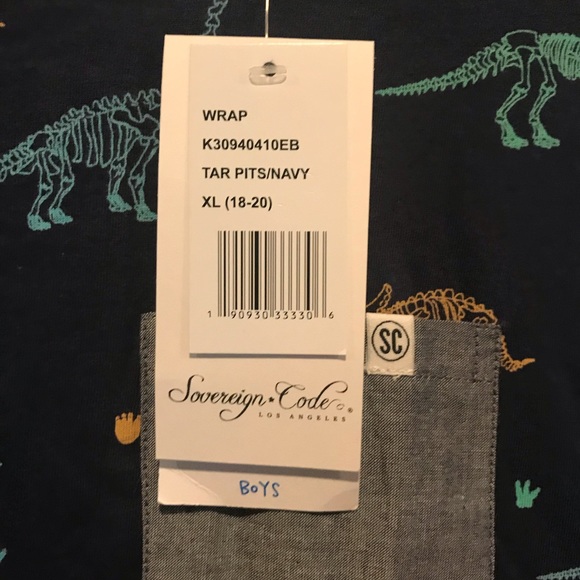 WRAP
K30940410EB
TAR PITS/NAVY
XL (18-20)
1 90930 33330 6
SC
Sovereign Code®
LOS ANGELES
BOYS